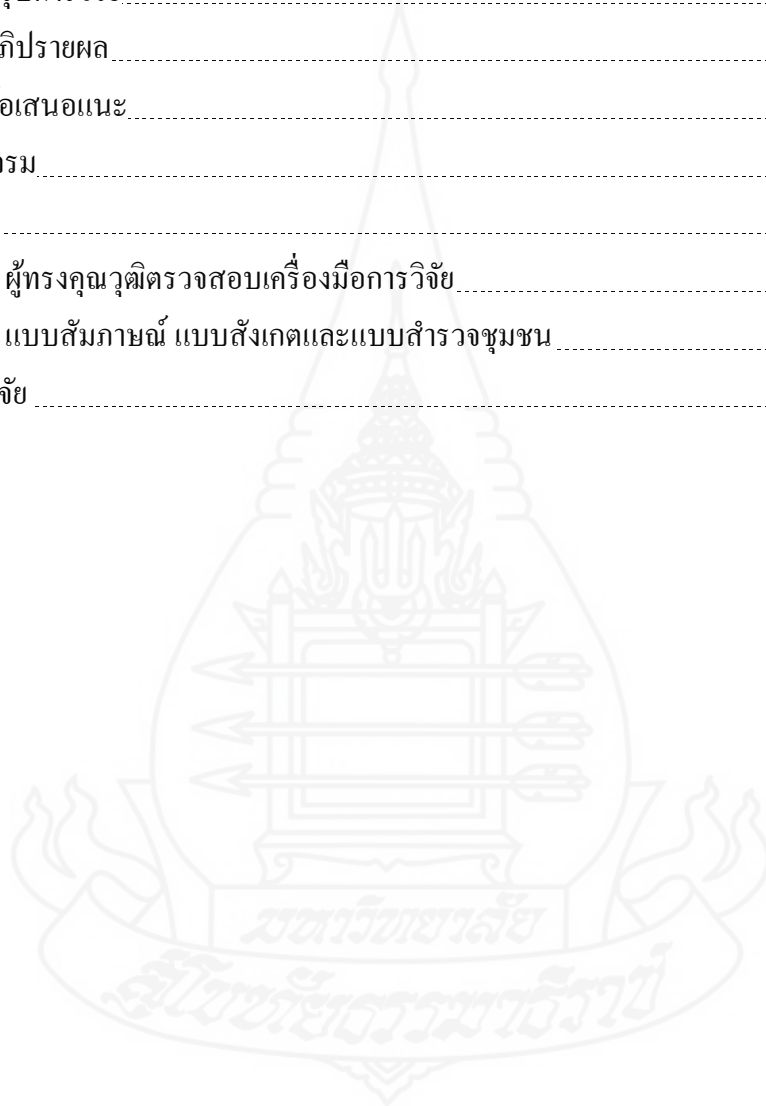 ภิปรายผล
อเสนอแนะ
ผู้ทรงคุณวุฒิตรวจสอบเครื่องมือการวิจัย
แบบสัมภาษณ์ แบบสังเกตและแบบสำรวจชุมชน
จัย
มหาวิทยาลัย
สุโขทัยธรรมาธิราช